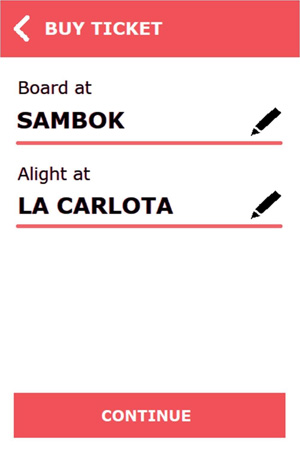 BUY TICKET
Board at
SAMBOK
Alight at
LA CARLOTA
CONTINUE